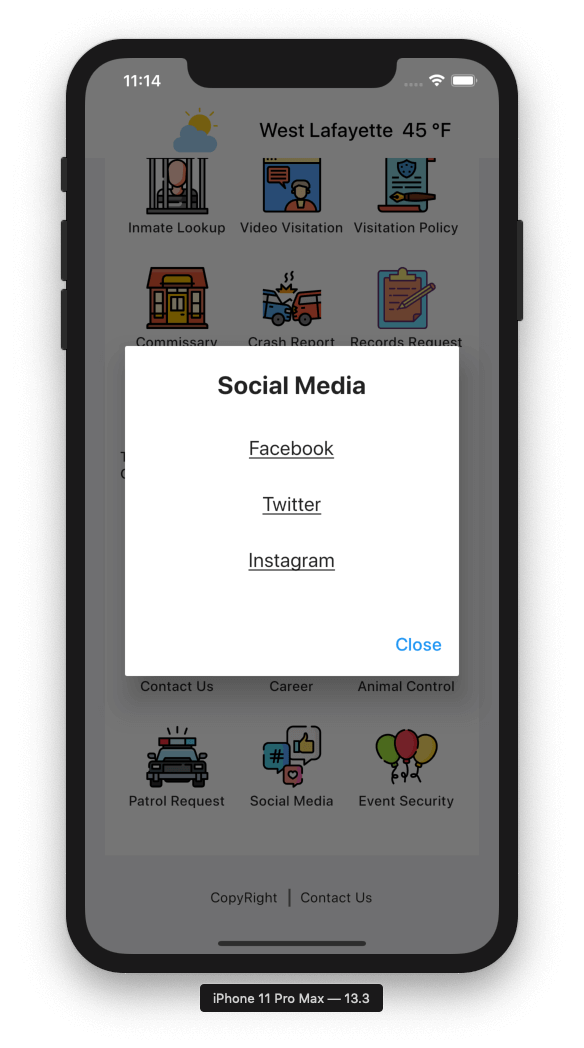 11:14
West Lafayette 45 °F
Inmate Lookup Video Visitation Visitation Policy
Commissary Crash Report Records Request
Social Media
Facebook
Twitter
Instagram
Close
Contact Us Career Animal Control
#
Patrol Request Social Media Event Security
CopyRight | Contact Us
iPhone 11 Pro Max — 13.3